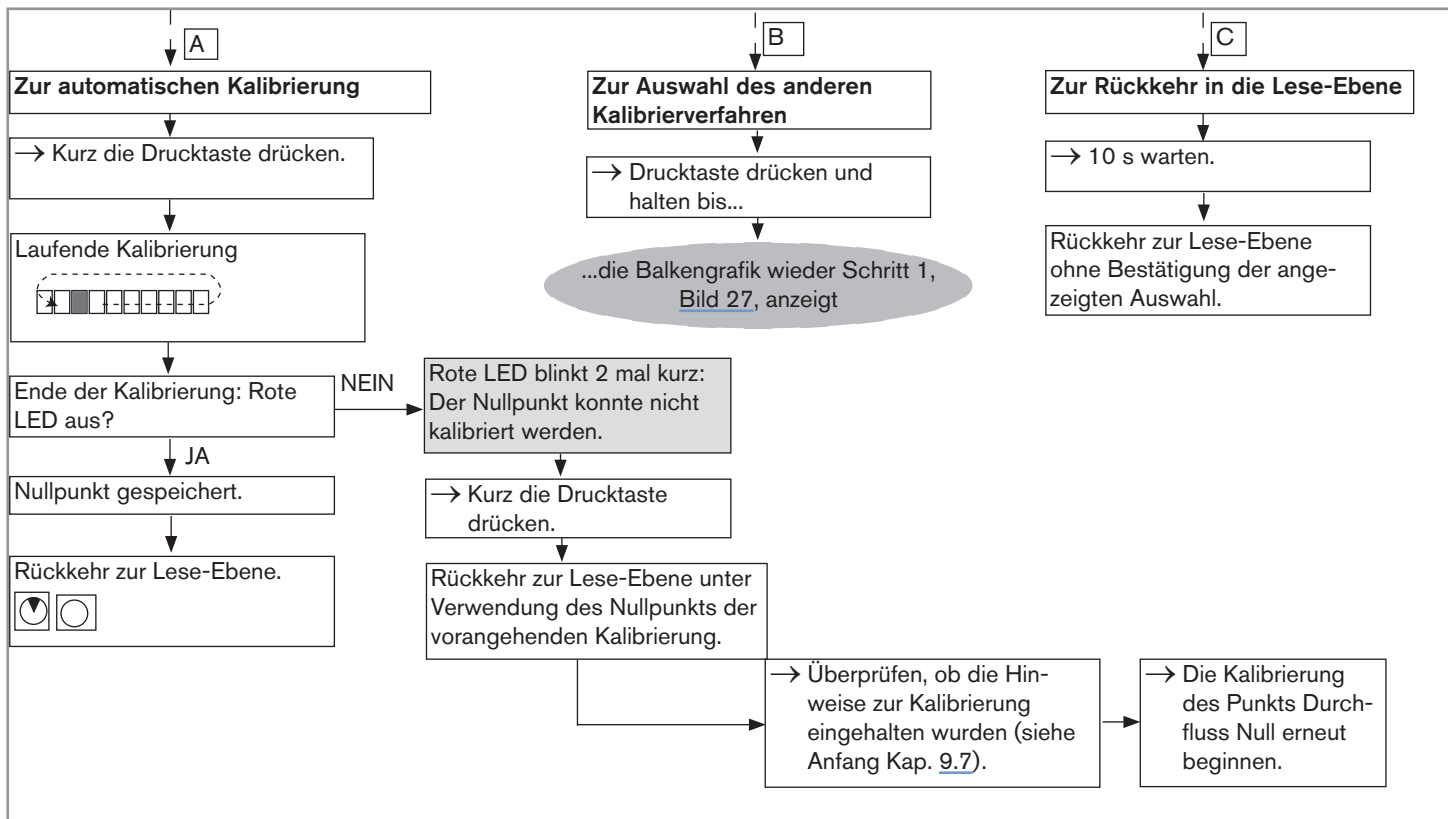 A
Zur automatischen Kalibrierung
→ Kurz die Drucktaste drücken.
Laufende Kalibrierung
Ende der Kalibrierung: Rote
LED aus?
NEIN
JA
Nullpunkt gespeichert.
Rückkehr zur Lese-Ebene.
Rote LED blinkt 2 mal kurz:
Der Nullpunkt konnte nicht
kalibriert werden.
→ Kurz die Drucktaste
drücken.
Rückkehr zur Lese-Ebene unter
Verwendung des Nullpunkts der
vorangehenden Kalibrierung.
→ Überprüfen, ob die Hin-
weise zur Kalibrierung
eingehalten wurden (siehe
Anfang Kap. 9.7).
→ Die Kalibrierung
des Punkts Durch-
fluss Null erneut
beginnen.
B
Zur Auswahl des anderen
Kalibrierverfahren
→ Drucktaste drücken und
halten bis...
...die Balkengrafik wieder Schritt 1,
Bild 27, anzeigt
C
Zur Rückkehr in die Lese-Ebene
→ 10 s warten.
Rückkehr zur Lese-Ebene
ohne Bestätigung der ange-
zeigten Auswahl.